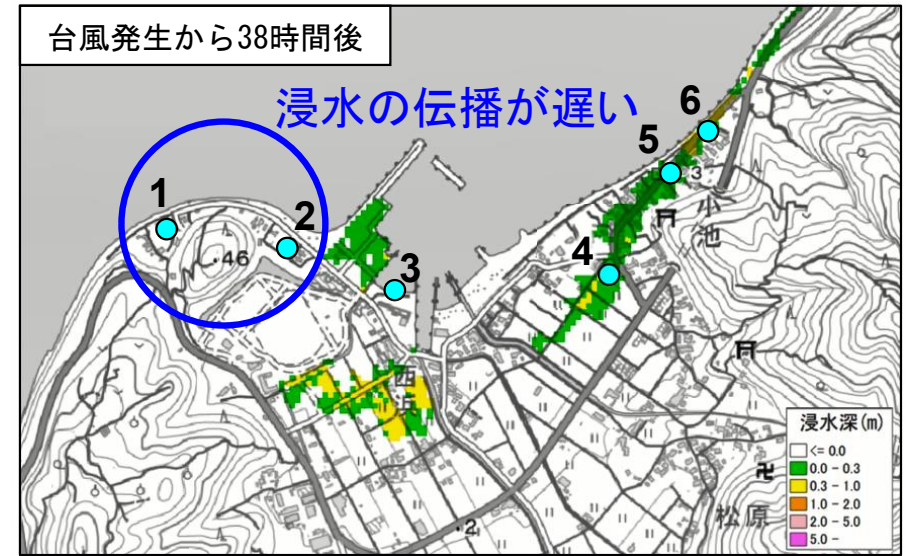 台風発生から38時間後
浸水の伝播が遅い
6
5
3
小池
1
2
46
4
3
西浜
浸水深(m)
<= 0.0
0.0 - 0.3
0.3 - 1.0
1.0 - 2.0
2.0 - 5.0
5.0 -
松原
2